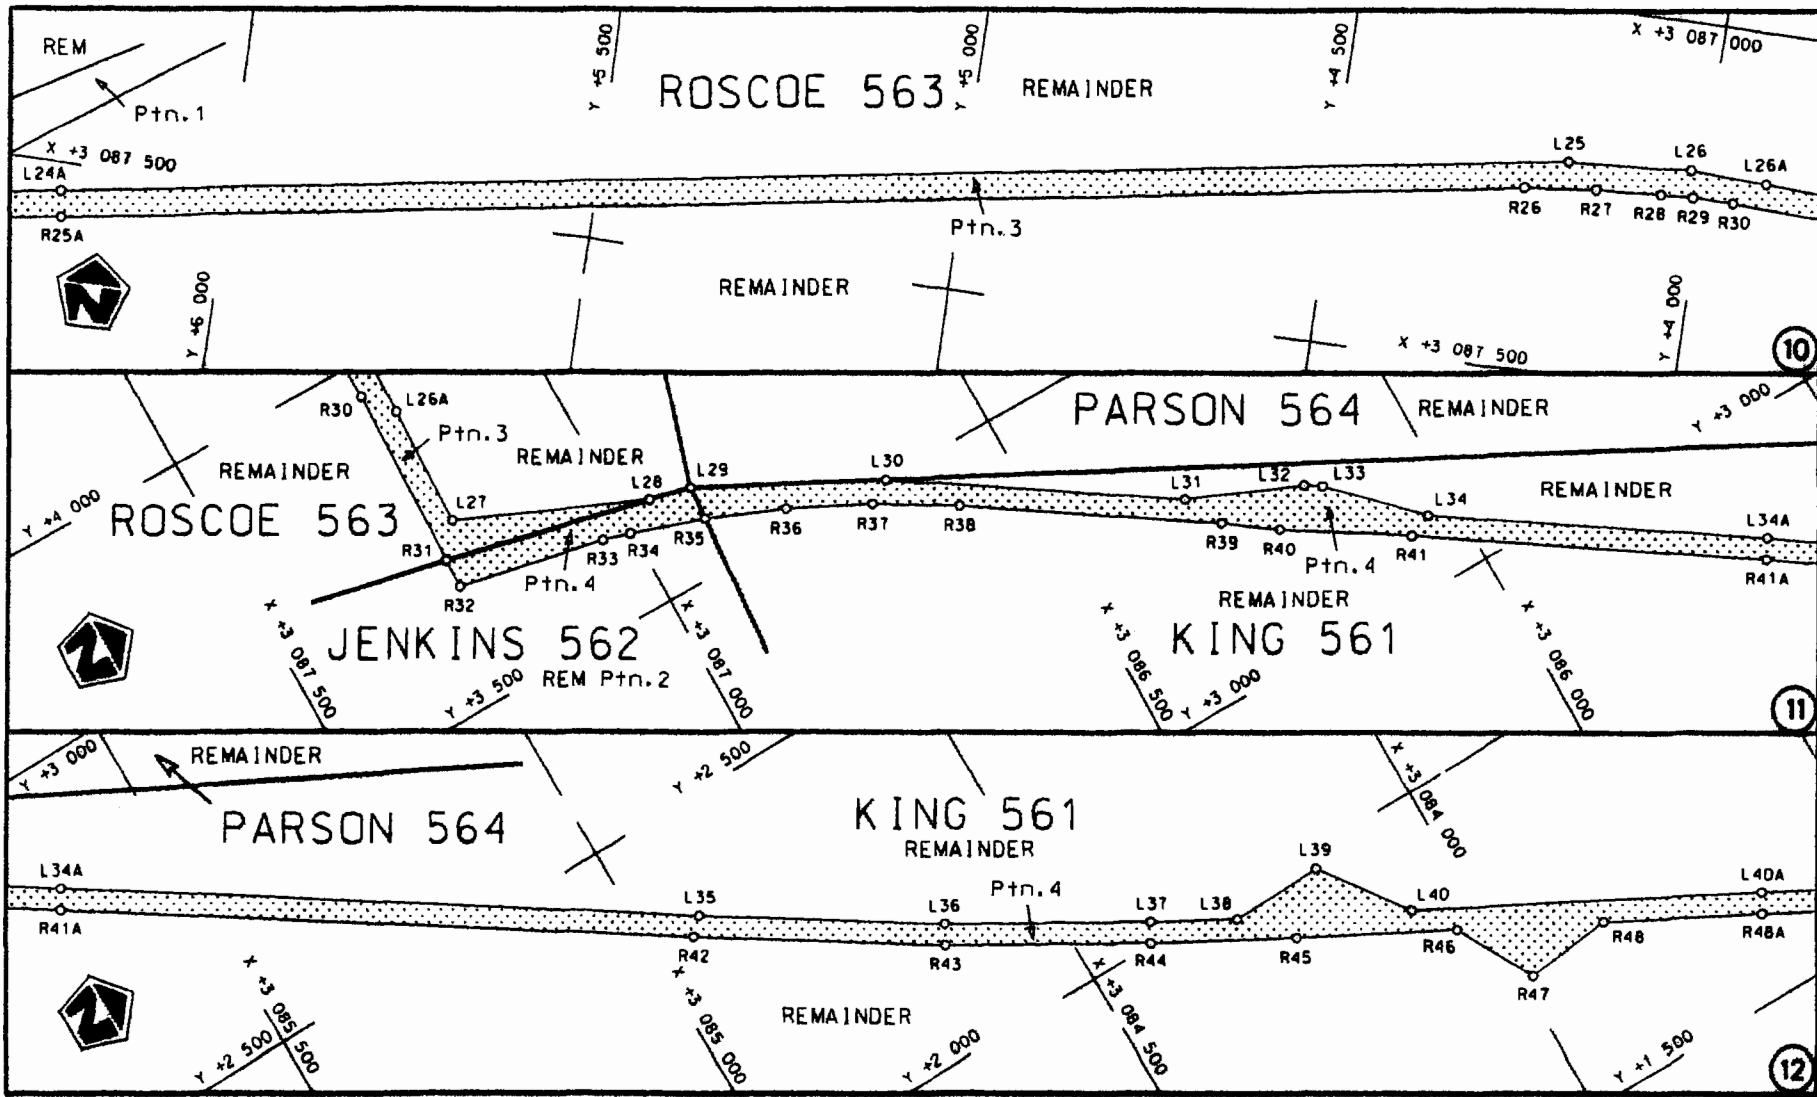 REM
Ptn.1
X +3 087 500
Y +5 500
ROSCOE 563
Y +5 000
REMAINDER
Y +4 500
X +3 087 000
L24A
L25
L26
L26A
R25A
R26
R27
R28
R29
R30
Ptn.3
N
REMAINDER
Y +6 000
Y +4 000
X +3 087 500
10
R30
L26A
Ptn.3
PARSON 564
REMAINDER
Y +3 000
REMAINDER
REMAINDER
L28
L29
L30
L31
L32
L33
REMAINDER
Y +4 000
ROSCOE 563
L27
L34
L34A
R31
R33
R34
R35
R36
R37
R38
R39
R40
R41
R41A
R32
Ptn.4
Ptn.4
N
X +3 087 500
JENKINS 562
REM Ptn.2
Y +3 500
X +3 087 000
X +3 086 500
Y +3 000
REMAINDER
KING 561
X +3 086 000
11
Y +3 000
REMAINDER
PARSON 564
Y +2 500
KING 561
REMAINDER
X +3 084 000
L34A
L35
L36
Ptn.4
L37
L38
L39
L40
L40A
R41A
R42
R43
R44
R45
R46
R47
R48
R48A
N
Y +2 500
X +3 085 500
X +3 085 000
REMAINDER
Y +2 000
X +3 084 500
Y +1 500
12